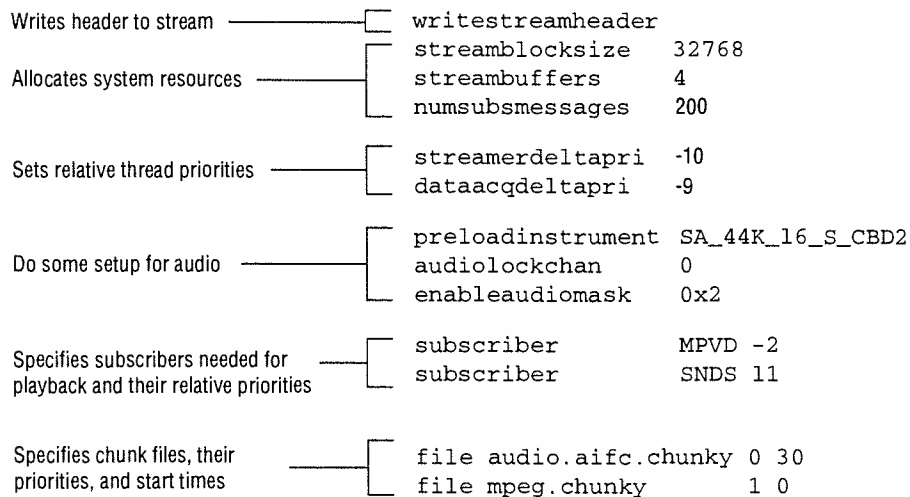 Writes header to stream writestreamheader
streamblocksize 32768
Allocates system resources streambuffers 4
numsubsmessages 200
Sets relative thread priorities streamerdeltapri -10
dataacqdeltapri -9
preloadinstrument SA_44K_16_S_CBD2
Do some setup for audio audiolockchan 0
enableaudiomask 0x2
Specifies subscribers needed for subscriber MPVD -2
playback and their relative priorities subscriber SNDS 11
Specifies chunk files, their file audio.aifc.chunky 0 30
priorities, and start times file mpeg.chunky 1 0